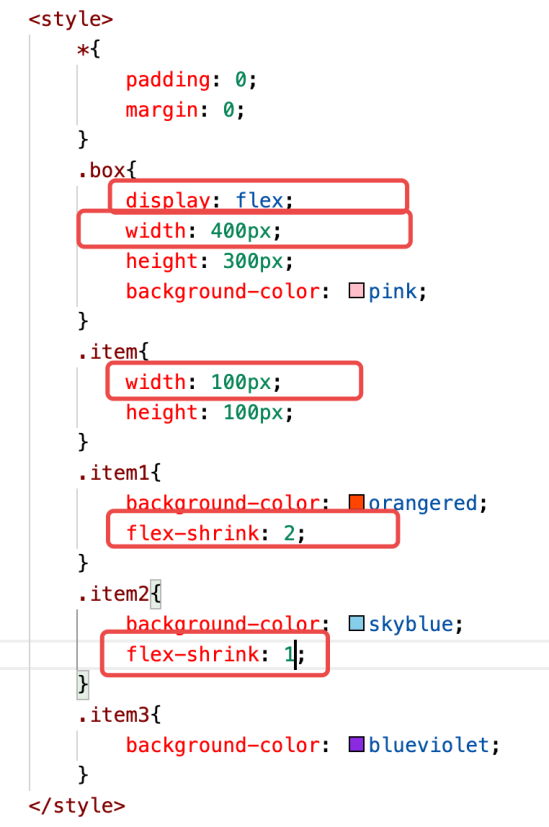 <style>
*{
padding: 0;
margin: 0;
}
.box{
display: flex;
width: 400px;
height: 300px;
background-color: pink;
}
.item{
width: 100px;
height: 100px;
}
.item1{
background-color: orangered;
flex-shrink: 2;
}
.item2{
background-color: skyblue;
flex-shrink: 1;
}
.item3{
background-color: blueviolet;
}
</style>